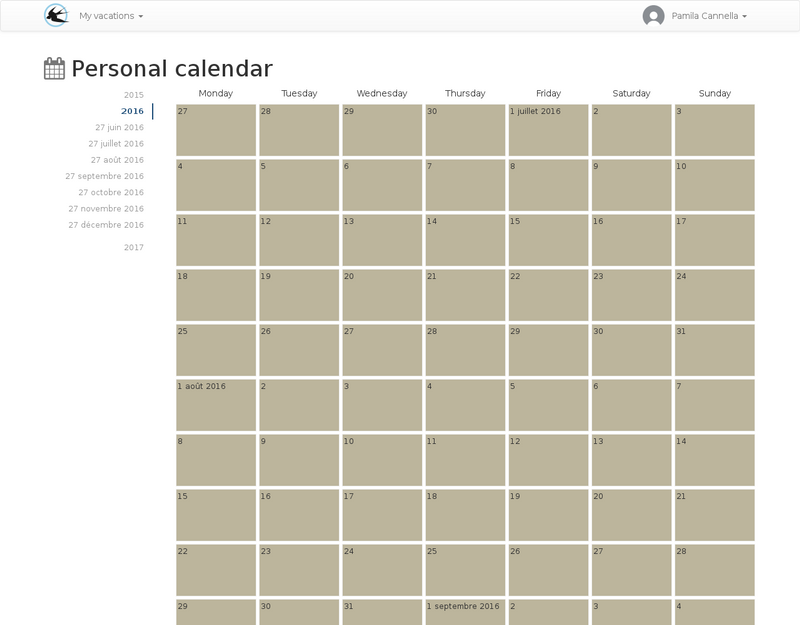 My vacations
Pamila Cannella
Personal calendar
2015
2016
27 juin 2016
27 juillet 2016
27 août 2016
27 septembre 2016
27 octobre 2016
27 novembre 2016
27 décembre 2016
2017
Monday Tuesday Wednesday Thursday Friday Saturday Sunday
27 28 29 30 1 juillet 2016 2 3
4 5 6 7 8 9 10
11 12 13 14 15 16 17
18 19 20 21 22 23 24
25 26 27 28 29 30 31
1 août 2016 2 3 4 5 6 7
8 9 10 11 12 13 14
15 16 17 18 19 20 21
22 23 24 25 26 27 28
29 30 31 1 septembre 2016 2 3 4